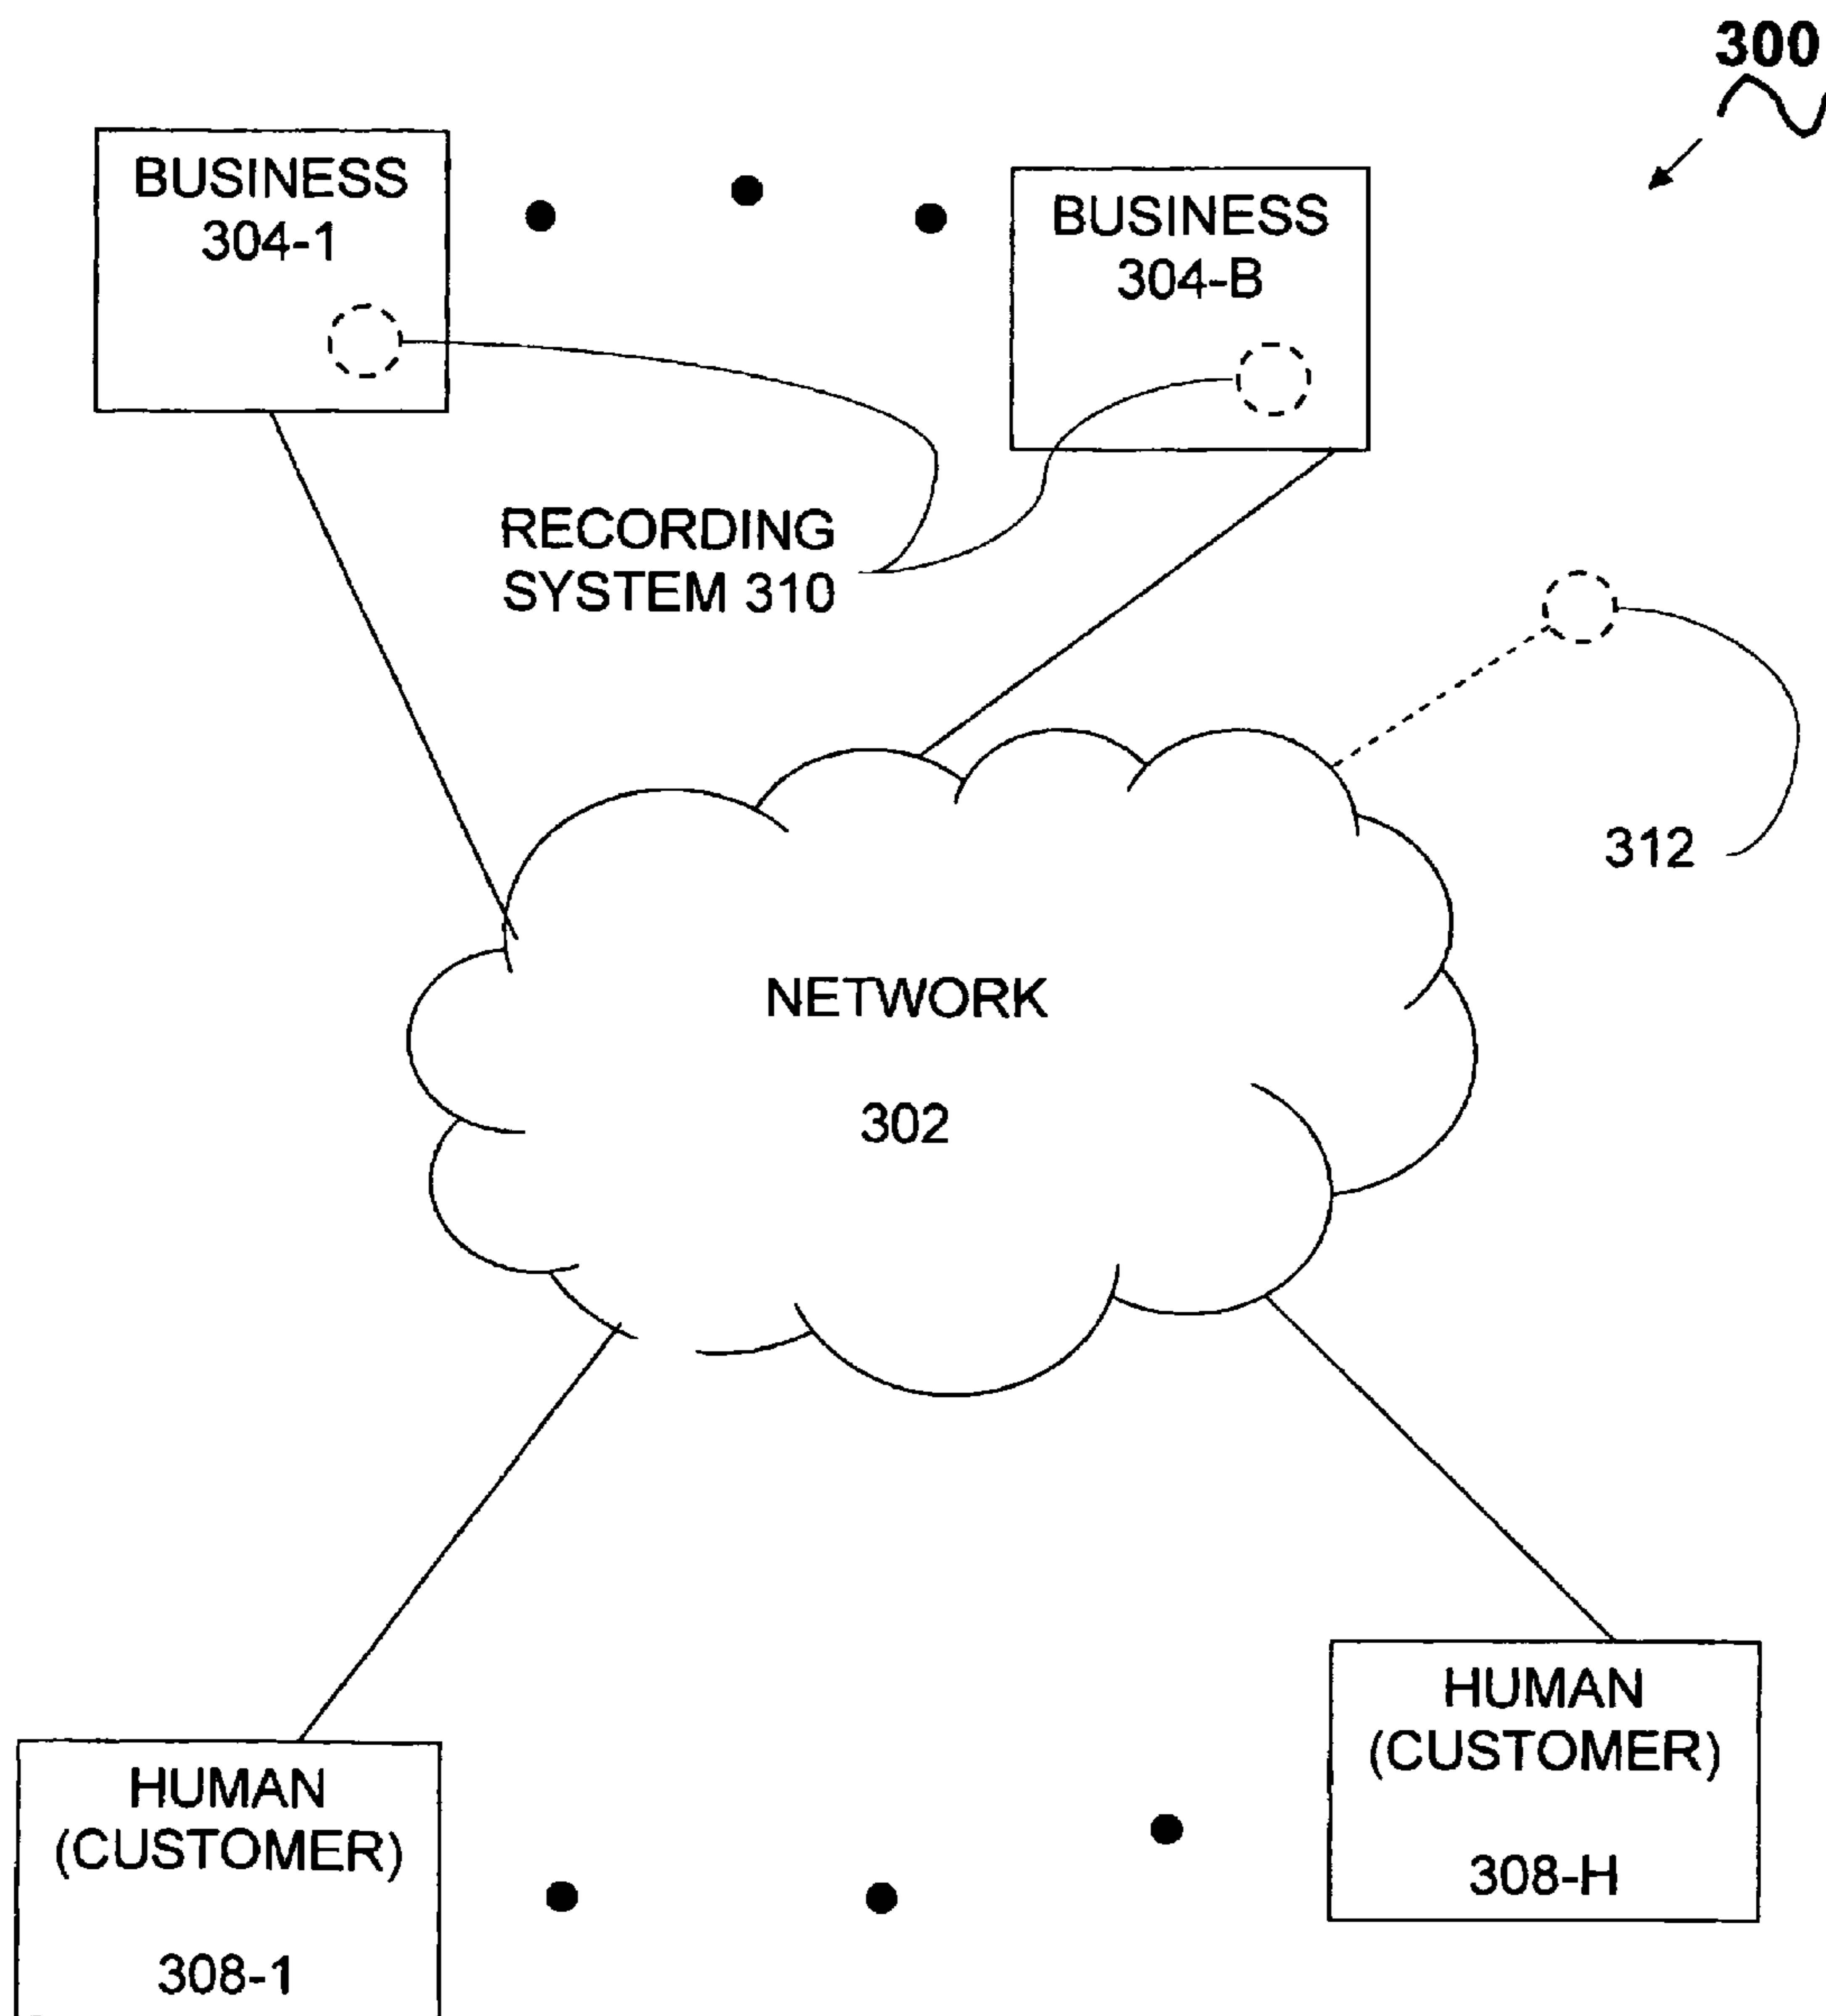 300
BUSINESS
304-1
BUSINESS
304-B
RECORDING
SYSTEM 310
312
NETWORK
302
HUMAN
(CUSTOMER)
308-H
HUMAN
(CUSTOMER)
308-1